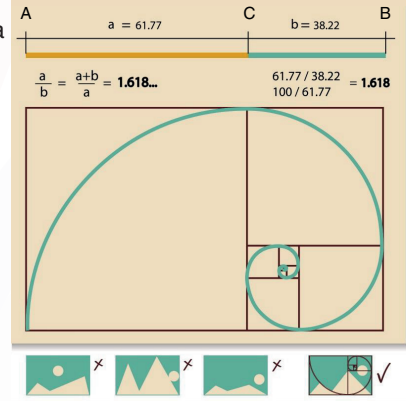 A C B
a
a = 61.77 b = 38.22
a/b = a+b/a = 1.618...
61.77 / 38.22
100 / 61.77
= 1.618